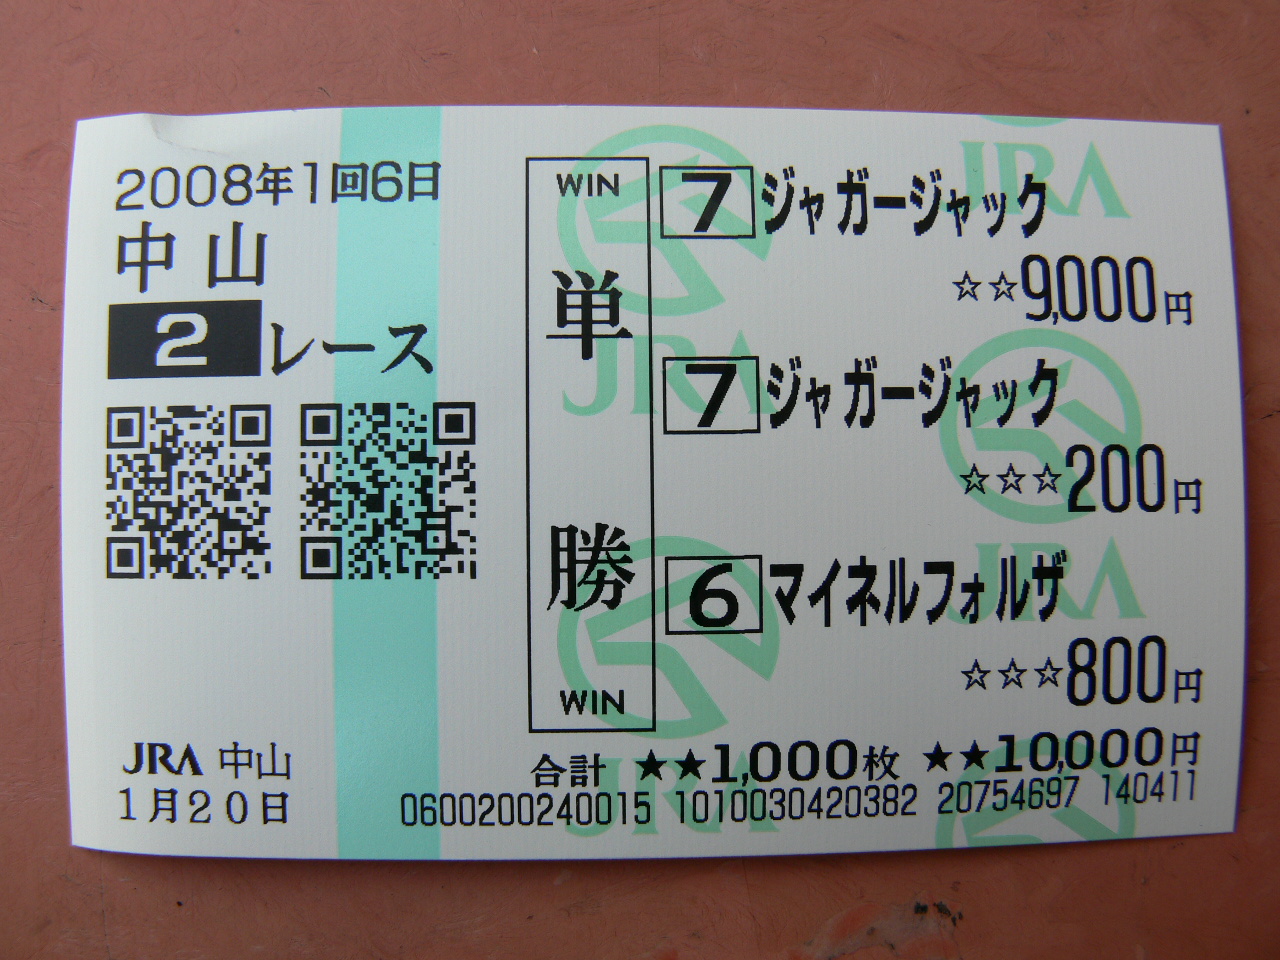 2008年1回6日
中山
2レース
JRA 中山
1月20日
WIN
単
勝
WIN
7 ジャガージャック
☆☆9,000円
7 ジャガージャック
☆☆☆200円
6 マイネルフォルザ
☆☆☆800円
合計 ★★1,000枚 ★★10,000円
0600200240015 1010030420382 20754697 140411
JRA
JRA
JRA
JRA